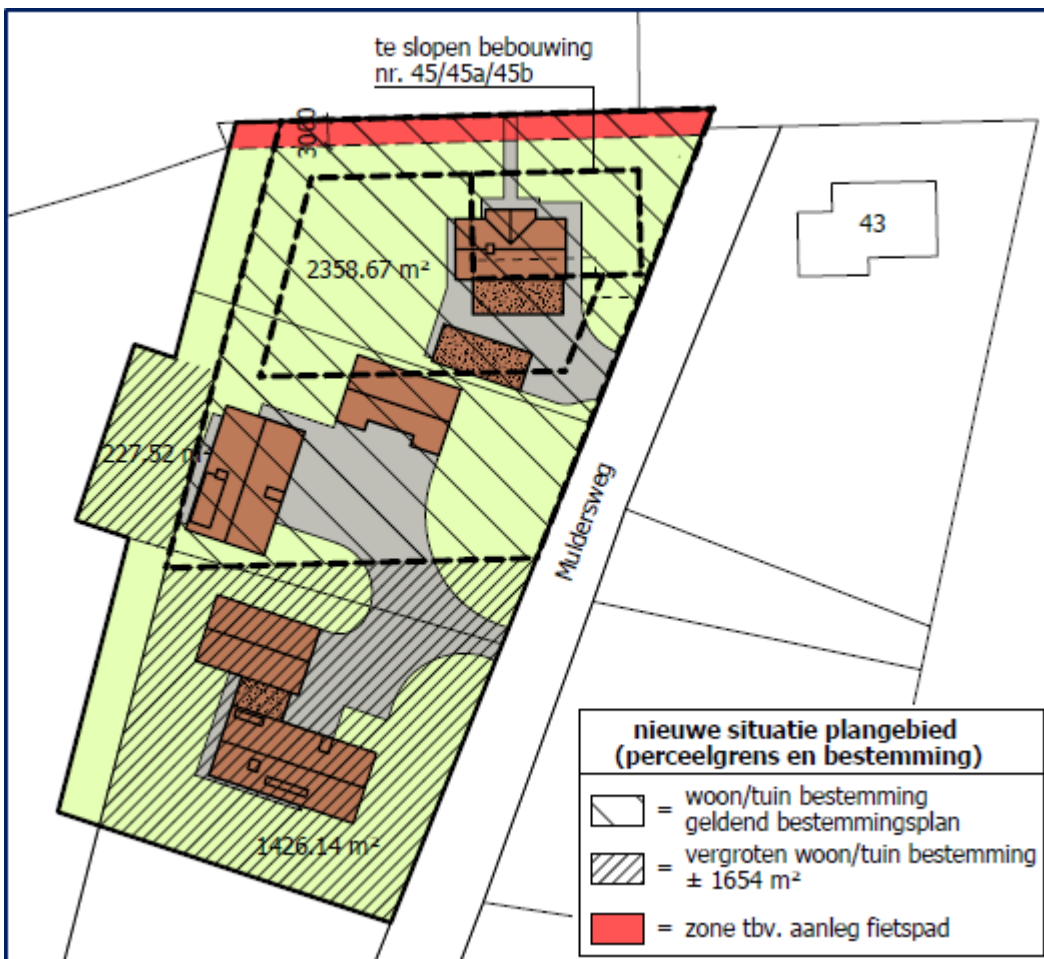 te slopen bebouwing
nr. 45/45a/45b
3000
43
2358.67 m²
227.52 m²
Muldersweg
1426.14 m²
nieuwe situatie plangebied
(perceelgrens en bestemming)
= woon/tuin bestemming
geldend bestemmingsplan
= vergroten woon/tuin bestemming
± 1654 m²
= zone tbv. aanleg fietspad